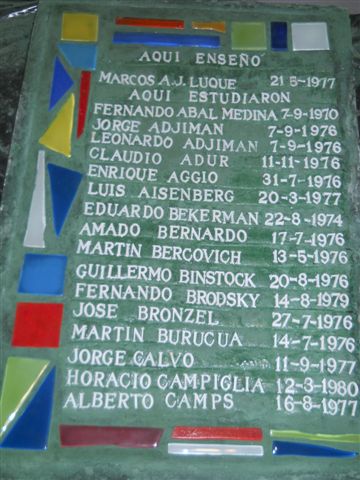 AQUI ENSEÑO
MARCOS A.J. LUQUE 21-5-1977
AQUI ESTUDIARON
FERNANDO ABAL MEDINA 7-9-1970
JORGE ADJIMAN 7-9-1976
LEONARDO ADJIMAN 7-9-1976
CLAUDIO ADUR 11-11-1976
ENRIQUE AGGIO 31-7-1976
LUIS AISENBERG 20-3-1977
EDUARDO BEKERMAN 22-8-1974
AMADO BERNARDO 17-7-1976
MARTIN BERCOVICH 13-5-1976
GUILLERMO BINSTOCK 20-8-1976
FERNANDO BRODSKY 14-8-1979
JOSE BRONZEL 27-7-1976
MARTIN BURUCUA 14-7-1976
JORGE CALVO 11-9-1977
HORACIO CAMPIGLIA 12-3-1980
ALBERTO CAMPS 16-8-1977